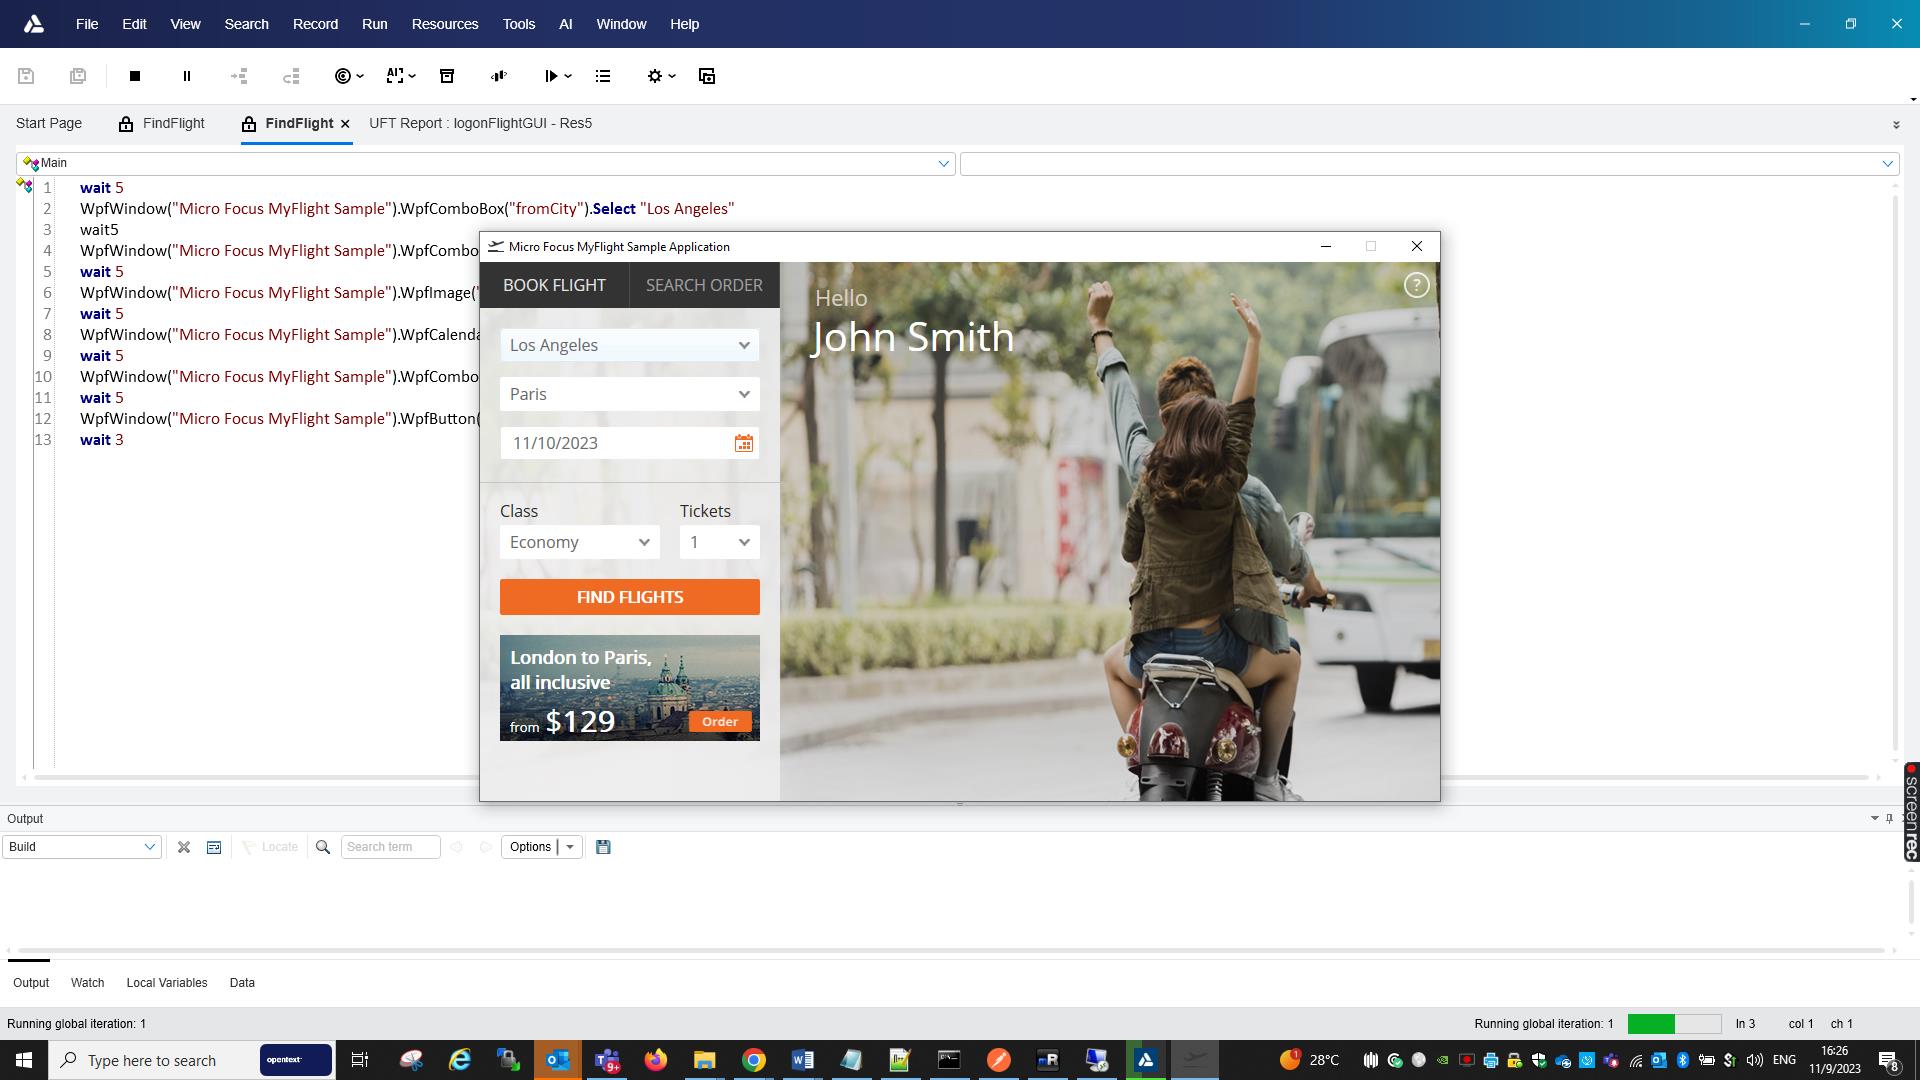 File Edit View Search Record Run Resources Tools AI Window Help
Start Page FindFlight FindFlight UFT Report : logonFlightGUI - Res5
Main
1 wait 5
2 WpfWindow("Micro Focus MyFlight Sample").WpfComboBox("fromCity").Select "Los Angeles"
3 wait5
4 WpfWindow("Micro Focus MyFlight Sample").WpfCombo
5 wait 5
6 WpfWindow("Micro Focus MyFlight Sample").WpfImage("
7 wait 5
8 WpfWindow("Micro Focus MyFlight Sample").WpfCalenda
9 wait 5
10 WpfWindow("Micro Focus MyFlight Sample").WpfCombo
11 wait 5
12 WpfWindow("Micro Focus MyFlight Sample").WpfButton(
13 wait 3
Micro Focus MyFlight Sample Application
BOOK FLIGHT SEARCH ORDER
Hello
John Smith
?
Los Angeles
Paris
11/10/2023
Class Tickets
Economy 1
FIND FLIGHTS
London to Paris,
all inclusive
from $129 Order
screenrec
Output
Build Locate Search term Options
Output Watch Local Variables Data
Running global iteration: 1 Running global iteration: 1 ln 3 col 1 ch 1
Type here to search opentext 9+ 1 28°C ENG 16:26
11/9/2023 8